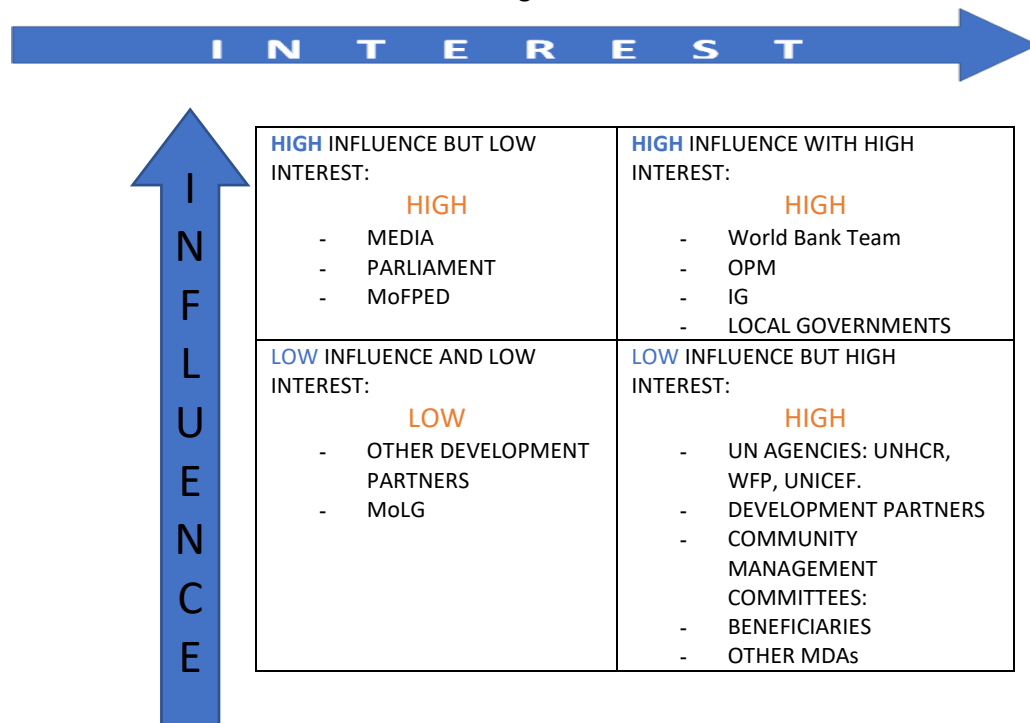 I N T E R E S T
I
N
F
L
U
E
N
C
E
HIGH INFLUENCE BUT LOW
INTEREST:
HIGH
- MEDIA
- PARLIAMENT
- MoFPED
HIGH INFLUENCE WITH HIGH
INTEREST:
HIGH
- World Bank Team
- OPM
- IG
- LOCAL GOVERNMENTS
LOW INFLUENCE AND LOW
INTEREST:
LOW
- OTHER DEVELOPMENT
PARTNERS
- MoLG
LOW INFLUENCE BUT HIGH
INTEREST:
HIGH
- UN AGENCIES: UNHCR,
WFP, UNICEF.
- DEVELOPMENT PARTNERS
- COMMUNITY
MANAGEMENT
COMMITTEES:
- BENEFICIARIES
- OTHER MDAs